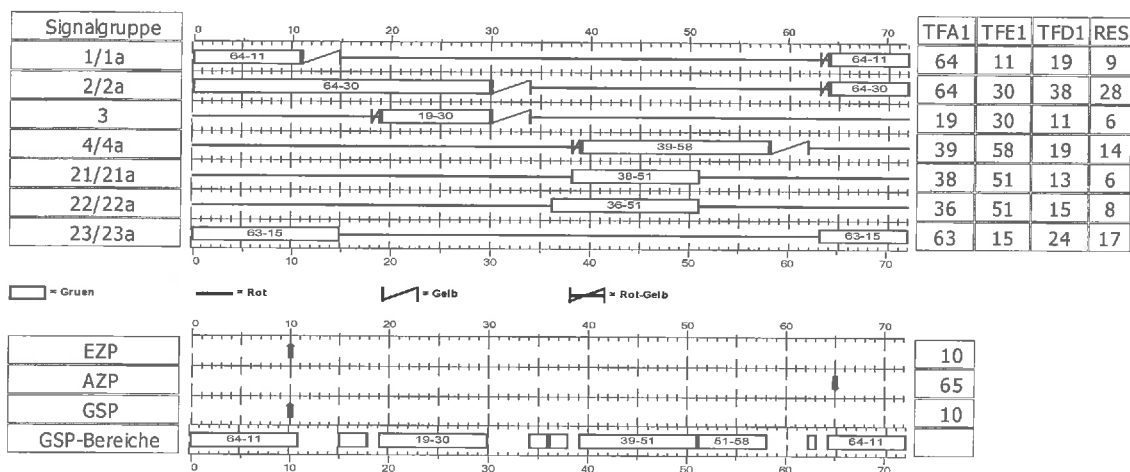 Signalgruppe 0 10 20 30 40 50 60 70 TFA1 TFE1 TFD1 RES
1/1a 64-11 64-11 64 11 19 9
2/2a 64-30 64-30 64 30 38 28
3 19-30 19 30 11 6
4/4a 39-58 39 58 19 14
21/21a 38-51 38 51 13 6
22/22a 36-51 36 51 15 8
23/23a 63-15 63-15 63 15 24 17
0 10 20 30 40 50 60 70
= Gruen = Rot = Gelb = Rot-Gelb
0 10 20 30 40 50 60 70
EZP 10
AZP 65
GSP 10
GSP-Bereiche 64-11 19-30 39-51 51-58 64-11
0 10 20 30 40 50 60 70